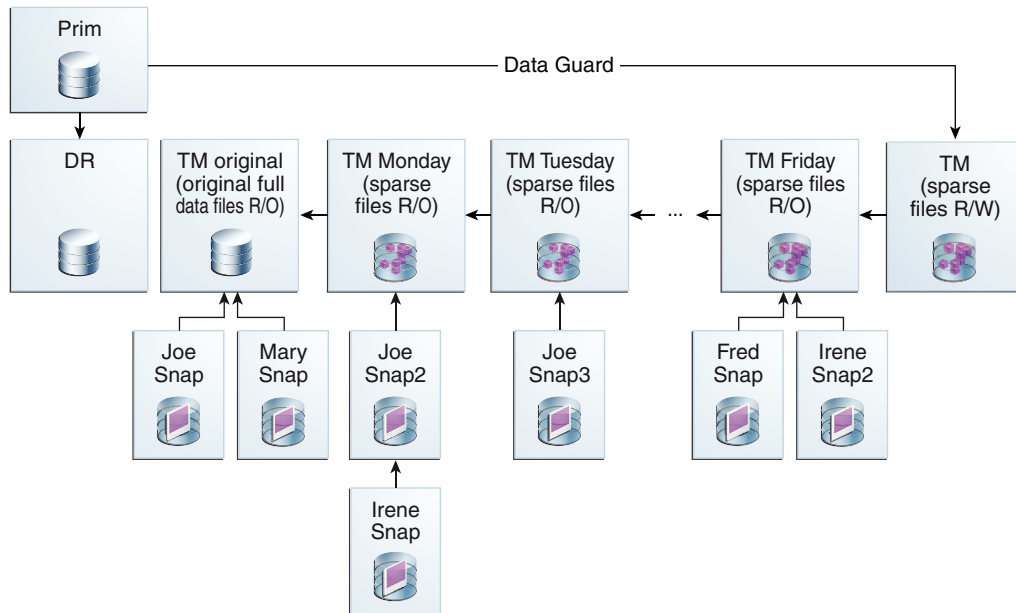 Prim
Data Guard
DR
TM original
(original full
data files R/O)
TM Monday
(sparse
files R/O)
TM Tuesday
(sparse files
R/O)
...
TM Friday
(sparse files
R/O)
TM
(sparse
files R/W)
Joe
Snap
Mary
Snap
Joe
Snap2
Joe
Snap3
Fred
Snap
Irene
Snap2
Irene
Snap